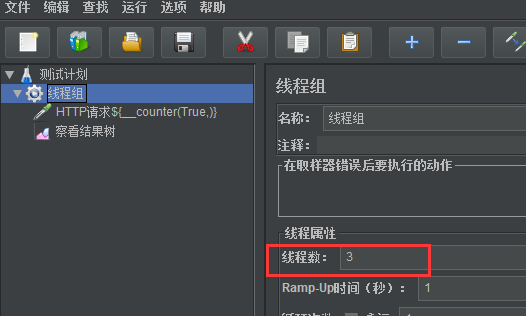 文件 编辑 查找 运行 选项 帮助
测试计划
线程组
HTTP请求${__counter(True,)}
察看结果树
线程组
名称： 线程组
注释：
在取样器错误后要执行的动作
线程属性
线程数： 3
Ramp-Up时间（秒）： 1